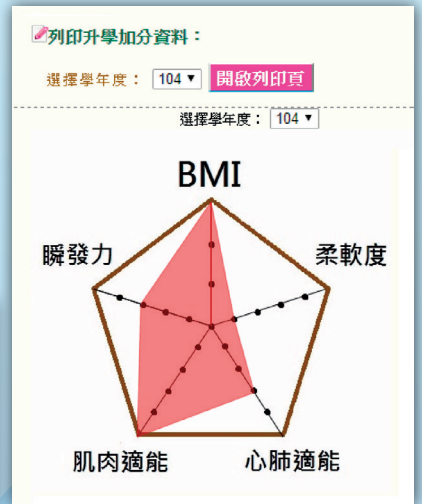 列印升學加分資料：
選擇學年度： 104 ▼ 開啟列印頁
選擇學年度： 104 ▼
BMI
瞬發力
柔軟度
肌肉適能
心肺適能